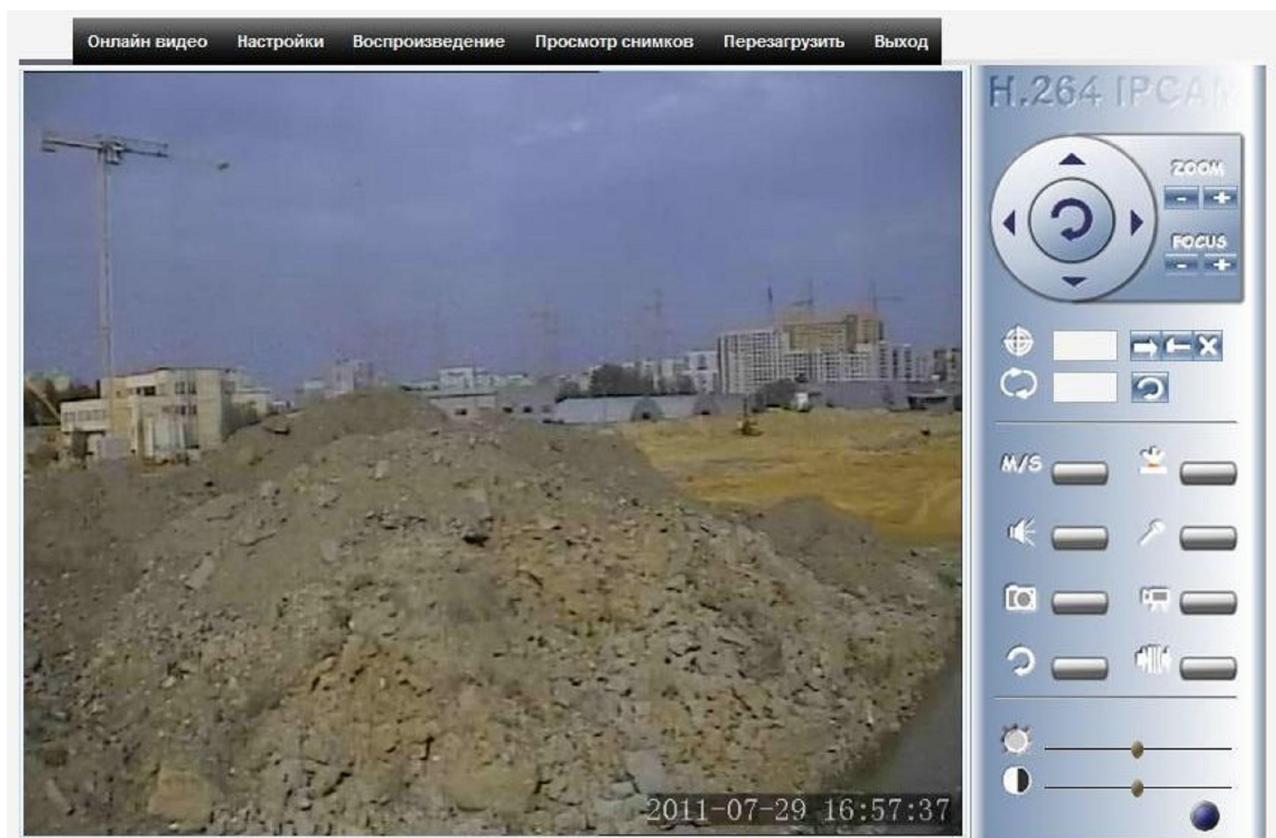 Онлайн видео Настройки Воспроизведение Просмотр снимков Перезагрузить Выход
H.264 IPCAM
ZOOM
- +
FOCUS
- +
M/S
2011-07-29 16:57:37